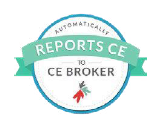 AUTOMATICALLY
REPORTS CE
TO
CE BROKER